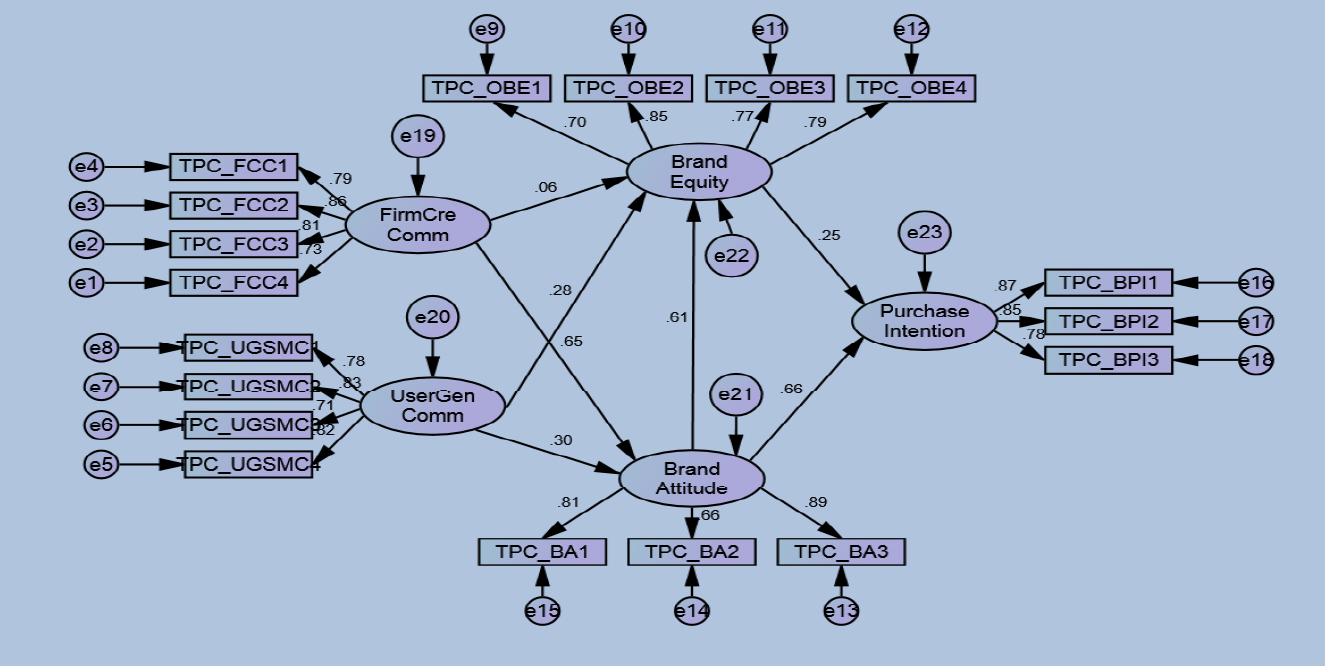 e9
e10
e11
e12
TPC_OBE1
TPC_OBE2
TPC_OBE3
TPC_OBE4
.70
.85
.77
.79
e19
Brand
Equity
e4
TPC_FCC1
e3
TPC_FCC2
e2
TPC_FCC3
e1
TPC_FCC4
.79
.86
.81
.73
FirmCre
Comm
.06
e22
.25
e23
.28
.65
.61
e20
Purchase
Intention
.87
.85
.78
TPC_BPI1
e16
TPC_BPI2
e17
TPC_BPI3
e18
e8
TPC_UGSMC1
e7
TPC_UGSMC2
e6
TPC_UGSMC3
e5
TPC_UGSMC4
.78
.83
.71
.82
UserGen
Comm
.30
e21
.66
Brand
Attitude
.81
.66
.89
TPC_BA1
TPC_BA2
TPC_BA3
e15
e14
e13